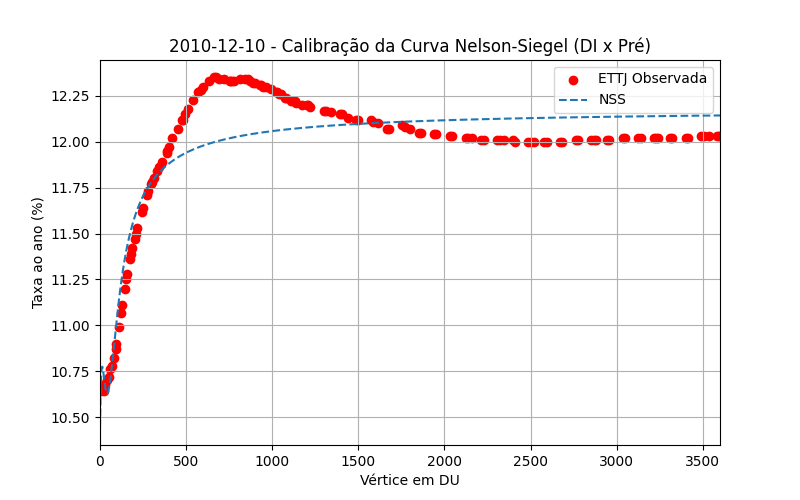 2010-12-10 - Calibração da Curva Nelson-Siegel (DI x Pré)
ETTJ Observada
NSS
Taxa ao ano (%)
12.25
12.00
11.75
11.50
11.25
11.00
10.75
10.50
0 500 1000 1500 2000 2500 3000 3500
Vértice em DU